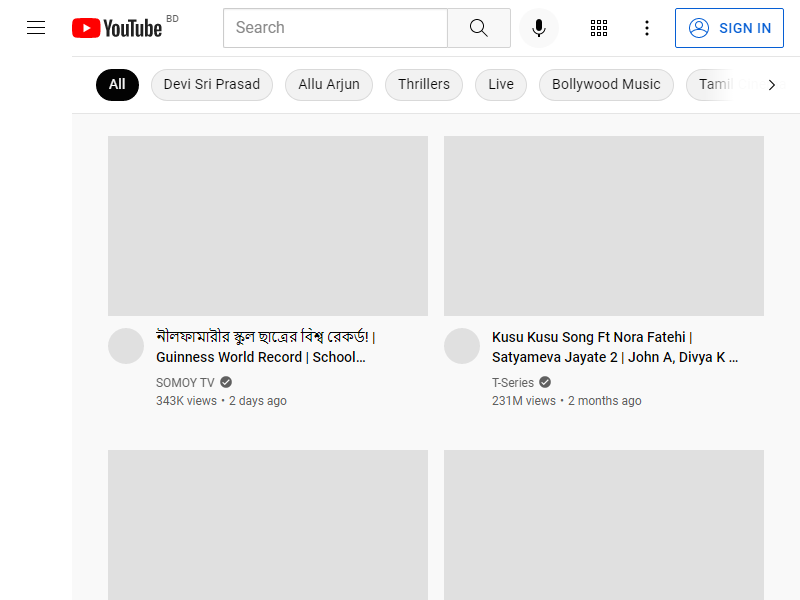 YouTube BD
Search
SIGN IN
All
Devi Sri Prasad
Allu Arjun
Thrillers
Live
Bollywood Music
Tamil
নীলফামারীর স্কুল ছাত্রের বিশ্ব রেকর্ড! |
Guinness World Record | School…
SOMOY TV
343K views • 2 days ago
Kusu Kusu Song Ft Nora Fatehi |
Satyameva Jayate 2 | John A, Divya K …
T-Series
231M views • 2 months ago